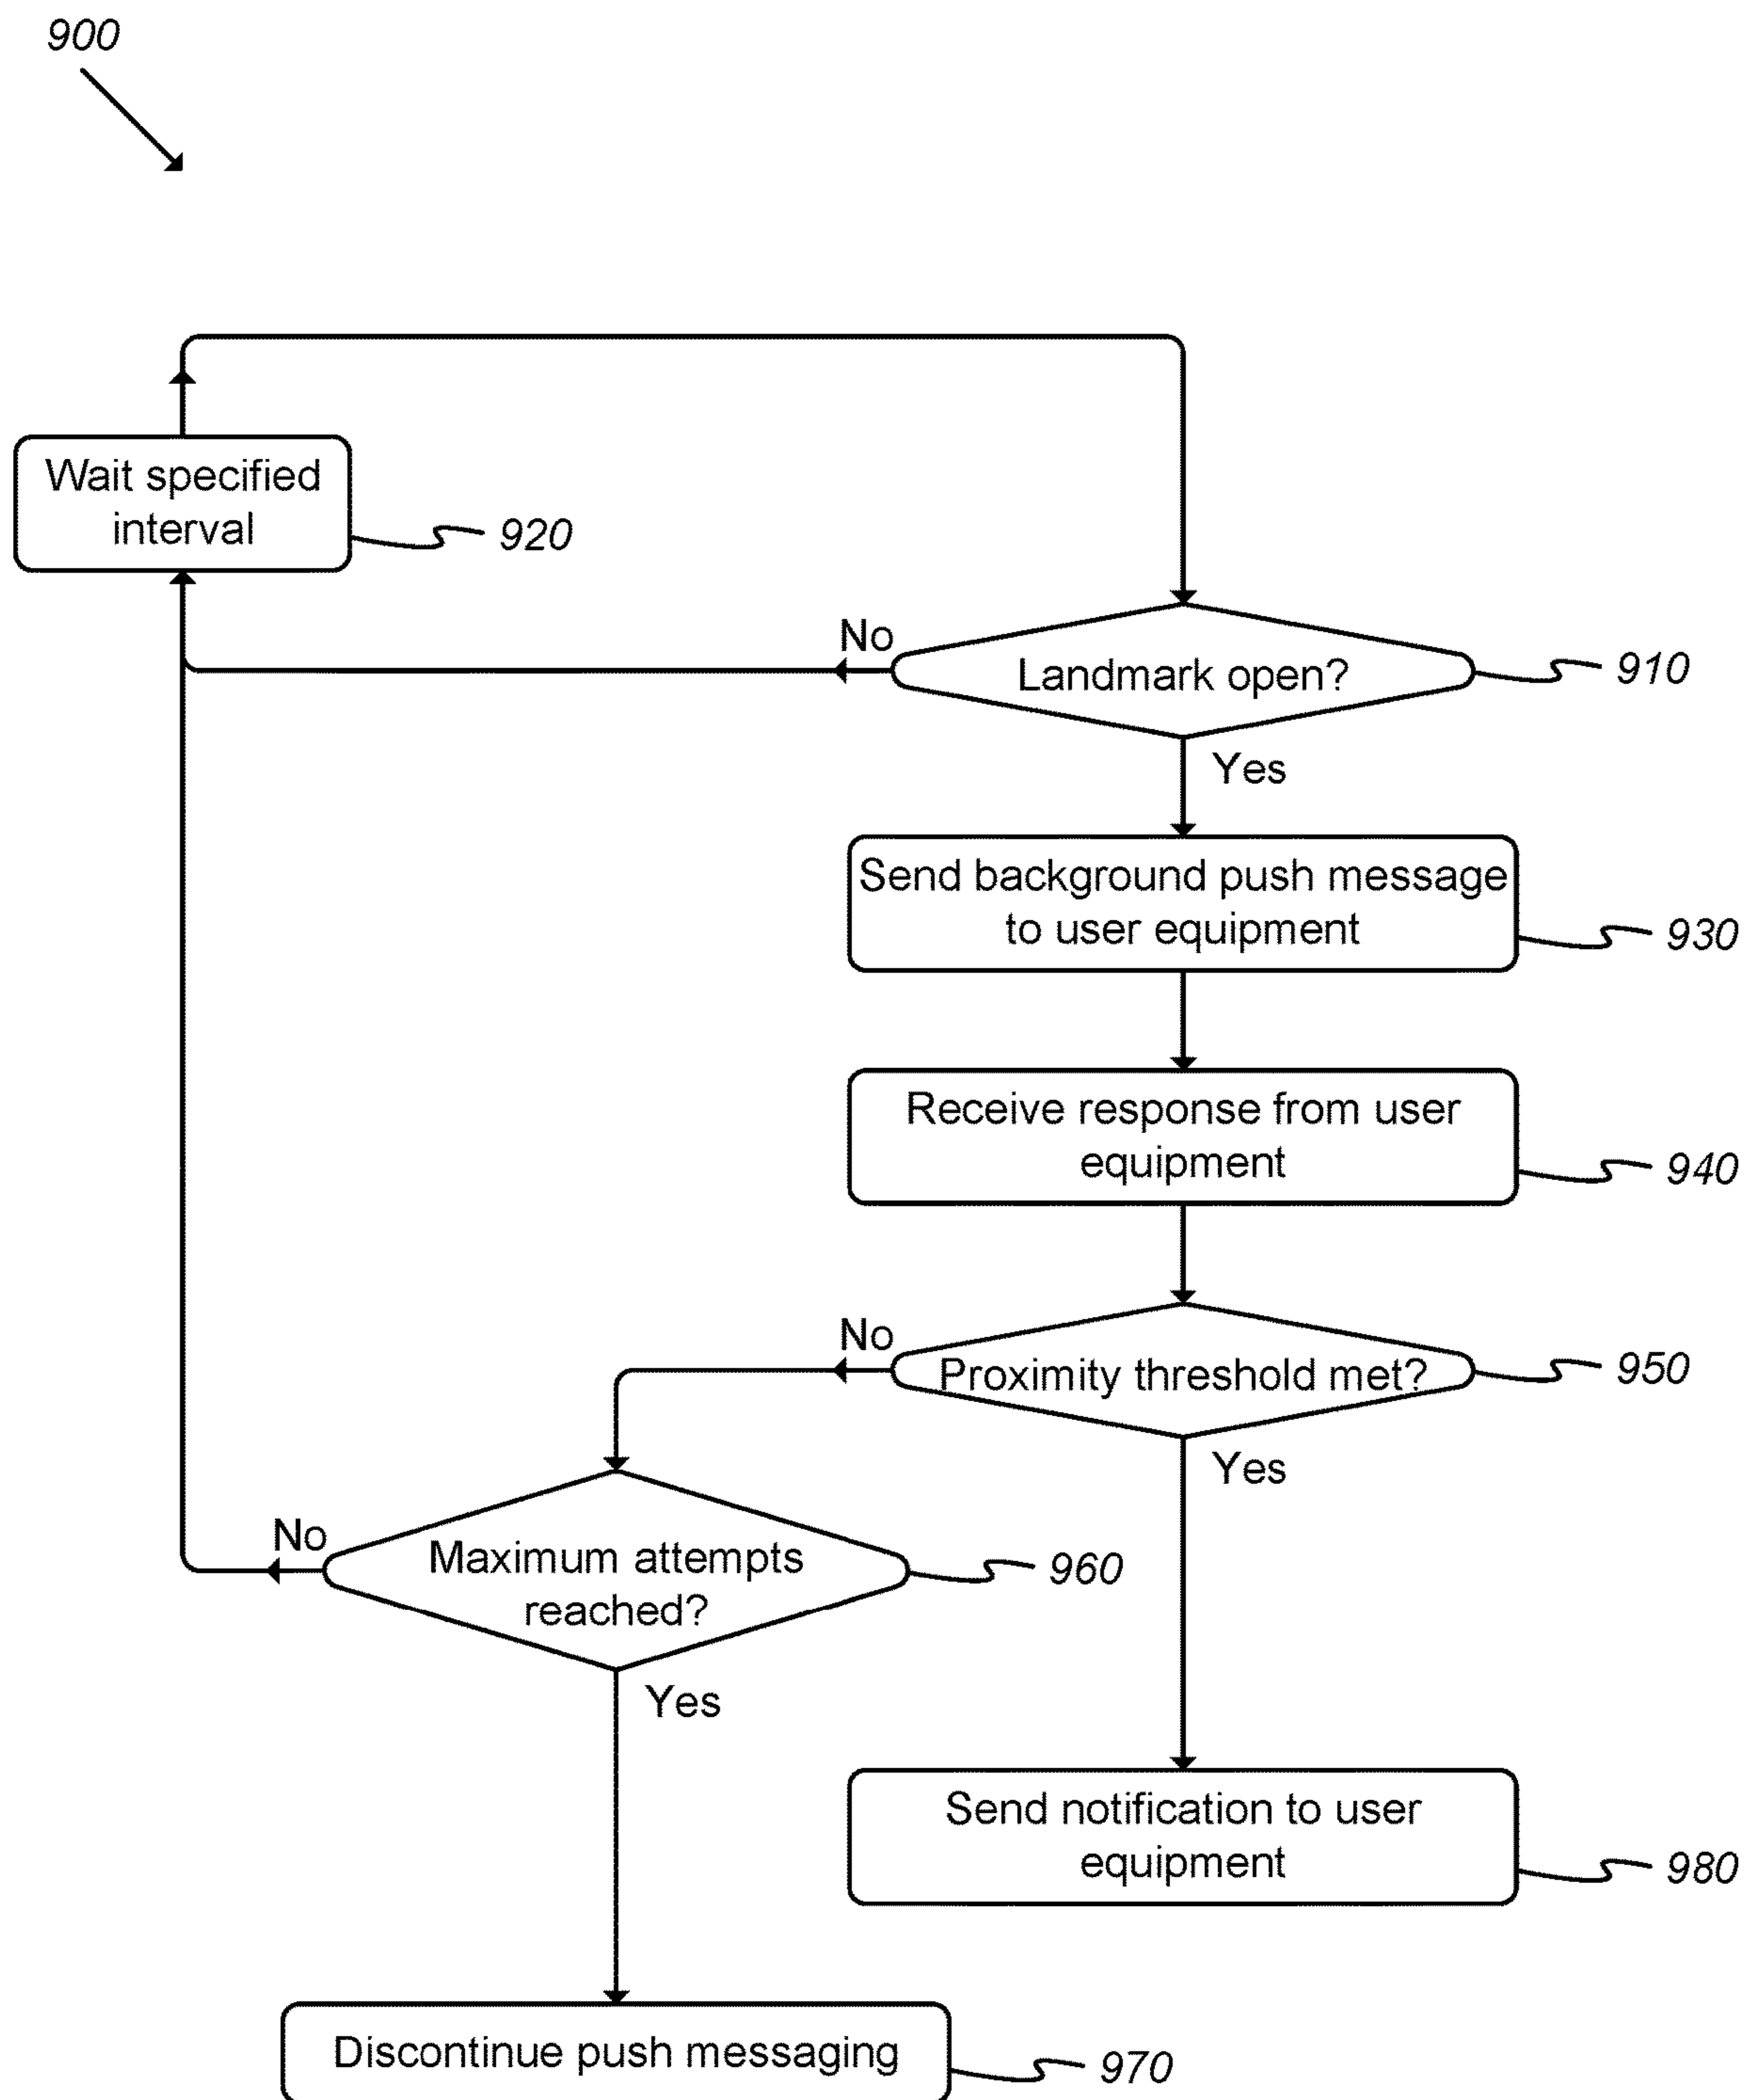 900
Wait specified
interval
920
No
Landmark open?
910
Yes
Send background push message
to user equipment
930
Receive response from user
equipment
940
No
Proximity threshold met?
950
Yes
No
Maximum attempts
reached?
960
Yes
Send notification to user
equipment
980
Discontinue push messaging
970